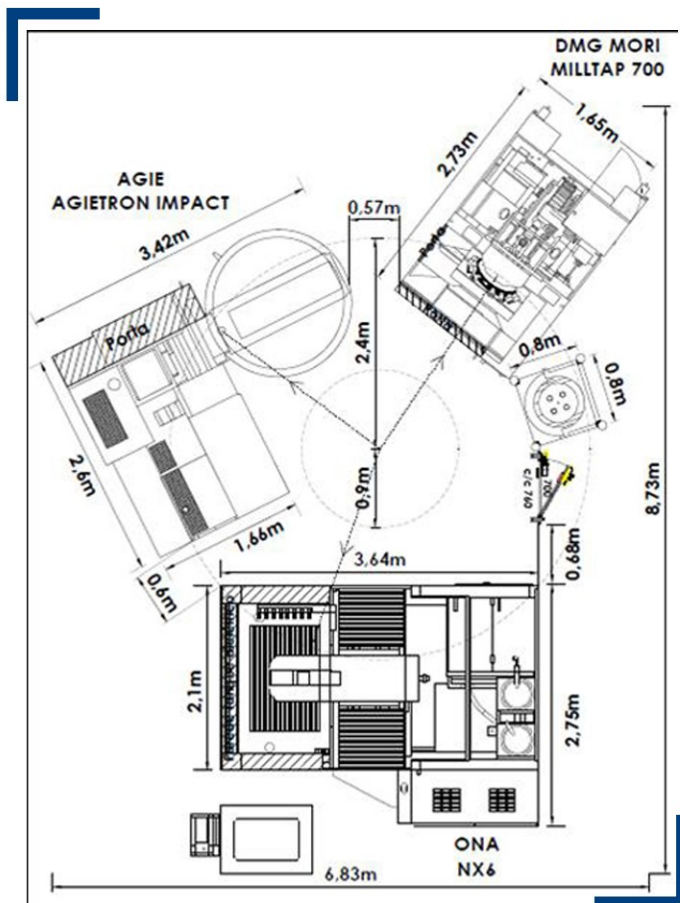 DMG MORI
MILLTAP 700
1,65m
2,73m
AGIE
AGIETRON IMPACT
0,57m
3,42m
Porta
Porta
2,4m
0,8m
0,8m
2,6m
0,9m
c/c 760
700
8,73m
1,66m
0,6m
3,64m
0,68m
2,1m
2,75m
ONA
NX6
6,83m